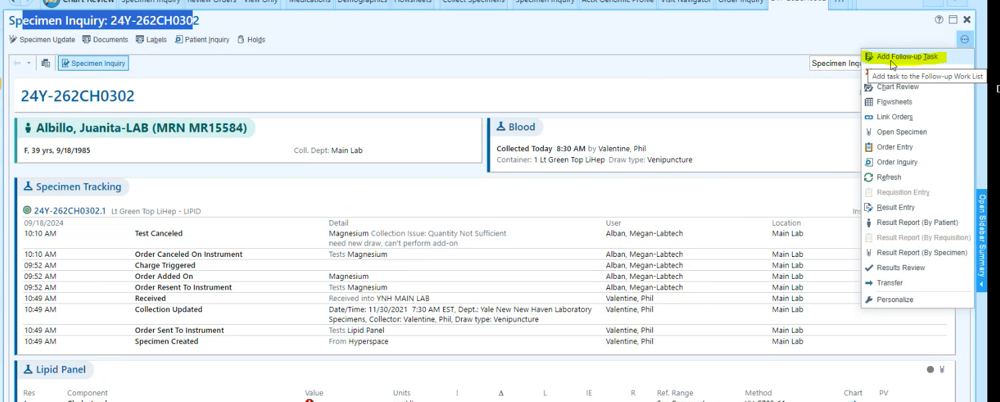 Chart Review Specimen Inquiry Review Orders View Only Medications Demographics Flowsheets Collect Specimens Specimen Inquiry ActX Genomic Profile Visit Navigator Order Inquiry
Specimen Inquiry: 24Y-262CH0302
Specimen Update Documents Labels Patient Inquiry Holds
Specimen Inquiry
Specimen Inqu
24Y-262CH0302
Albillo, Juanita-LAB (MRN MR15584)
F, 39 yrs, 9/18/1985 Coll. Dept: Main Lab
Blood
Collected Today 8:30 AM by Valentine, Phil
Container: 1 Lt Green Top LiHep Draw type: Venipuncture
Specimen Tracking
24Y-262CH0302.1 Lt Green Top LiHep - LIPID Ins
09/18/2024 Detail User Location
10:10 AM Test Canceled Magnesium Collection Issue: Quantity Not Sufficient Alban, Megan-Labtech Main Lab
need new draw, can't perform add-on
10:10 AM Order Canceled On Instrument Tests Magnesium Alban, Megan-Labtech Main Lab
09:52 AM Charge Triggered Alban, Megan-Labtech Main Lab
09:52 AM Order Added On Magnesium Alban, Megan-Labtech Main Lab
09:52 AM Order Resent To Instrument Tests Magnesium Alban, Megan-Labtech Main Lab
10:49 AM Received Received into YNH MAIN LAB Valentine, Phil Main Lab
10:49 AM Collection Updated Date/Time: 11/30/2021 7:30 AM EST, Dept.: Yale New New Haven Laboratory Valentine, Phil Main Lab
Specimens, Collector: Valentine, Phil, Draw type: Venipuncture
10:49 AM Order Sent To Instrument Tests Lipid Panel Valentine, Phil Main Lab
10:49 AM Specimen Created From Hyperspace Valentine, Phil Main Lab
Lipid Panel
Res Component Value Units ! Δ L IE R Ref. Range Method Chart PV
Add Follow-up Task
Add task to the Follow-up Work List
Chart Review
Flowsheets
Link Orders
Open Specimen
Order Entry
Order Inquiry
Refresh
Requisition Entry
Result Entry
Result Report (By Patient)
Result Report (By Requisition)
Result Report (By Specimen)
Results Review
Transfer
Personalize
Open Sidebar Summary